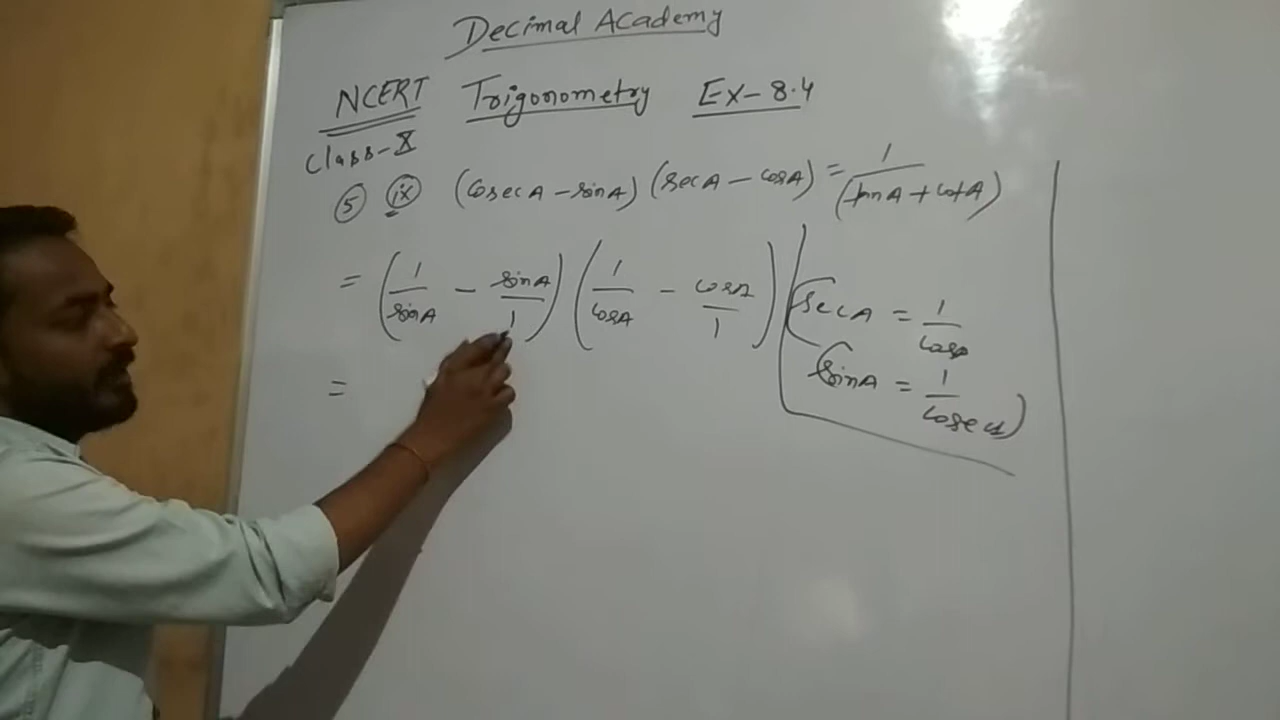 Decimal Academy
NCERT Trigonometry Ex-8.4
Class-X
5 ix (cosecA - sinA) (secA - cosA) = 1/(tanA + cotA)
= (1/sinA - sinA/1) (1/cosA - cosA/1)
secA = 1/cosA
=
sinA = 1/cosecA)